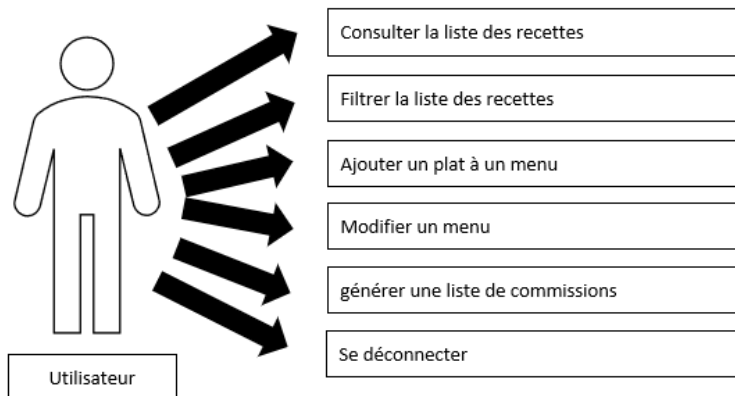 Consulter la liste des recettes
Filtrer la liste des recettes
Ajouter un plat à un menu
Modifier un menu
générer une liste de commissions
Se déconnecter
Utilisateur